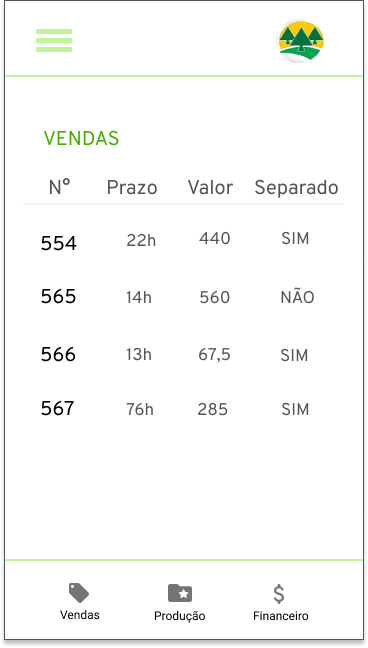 VENDAS
Nº Prazo Valor Separado
554 22h 440 SIM
565 14h 560 NÃO
566 13h 67,5 SIM
567 76h 285 SIM
Vendas Produção Financeiro